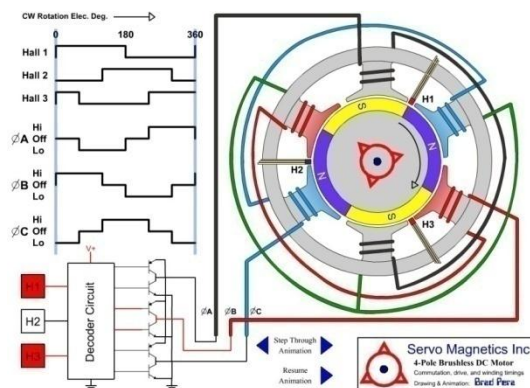 CW Rotation Elec. Deg.
0 180 360
Hall 1
Hall 2
Hall 3
Hi
ØA Off
Lo
Hi
ØB Off
Lo
Hi
ØC Off
Lo
V+
H1
H2
H3
Decoder Circuit
ØA ØB ØC
S
N
N
S
H1
H2
H3
Step Through
Animation
Resume
Animation
Servo Magnetics Inc
4-Pole Brushless DC Motor
Commutation, drive, and winding timings
Drawing & Animation: